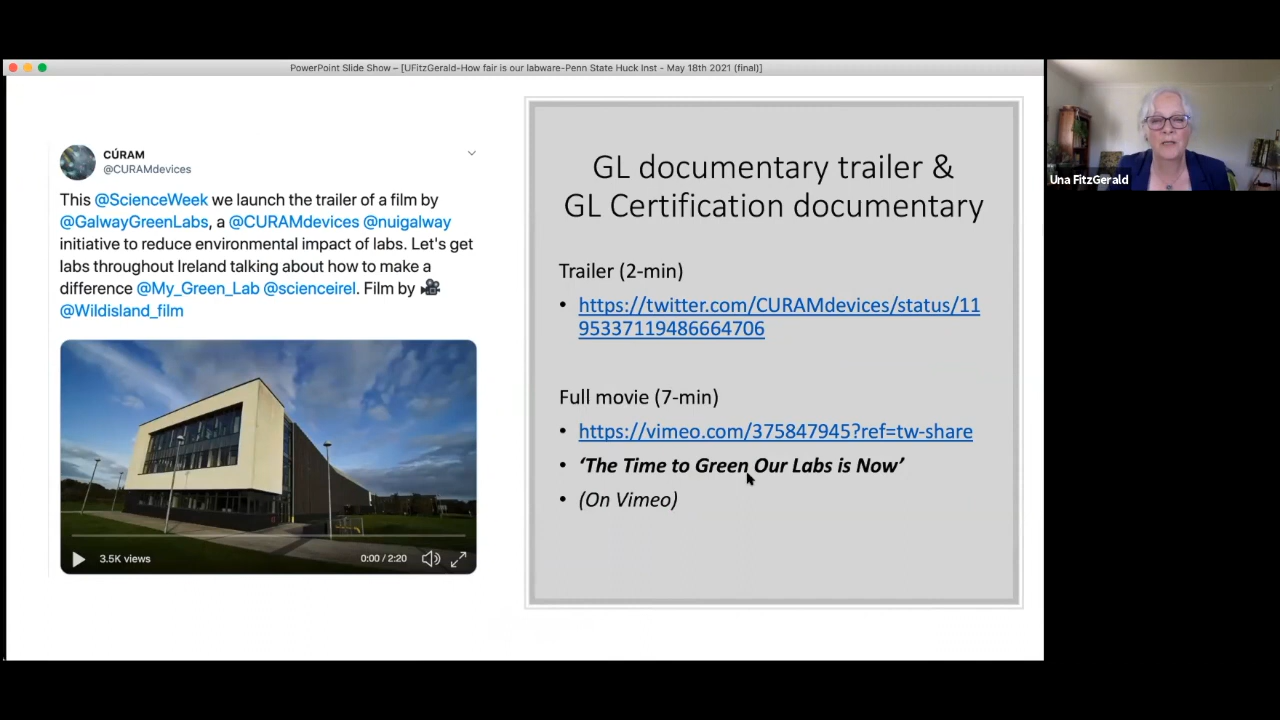 PowerPoint Slide Show – [UFitzGerald-How fair is our labware-Penn State Huck Inst - May 18th 2021 (final)]
CÚRAM
@CURAMdevices
This @ScienceWeek we launch the trailer of a film by
@GalwayGreenLabs, a @CURAMdevices @nuigalway
initiative to reduce environmental impact of labs. Let's get
labs throughout Ireland talking about how to make a
difference @My_Green_Lab @scienceirel. Film by 🎥
@Wildisland_film
3.5K views
0:00 / 2:20
GL documentary trailer &
GL Certification documentary
Trailer (2-min)
• https://twitter.com/CURAMdevices/status/11
95337119486664706
Full movie (7-min)
• https://vimeo.com/375847945?ref=tw-share
• ‘The Time to Green Our Labs is Now’
• (On Vimeo)
Una FitzGerald